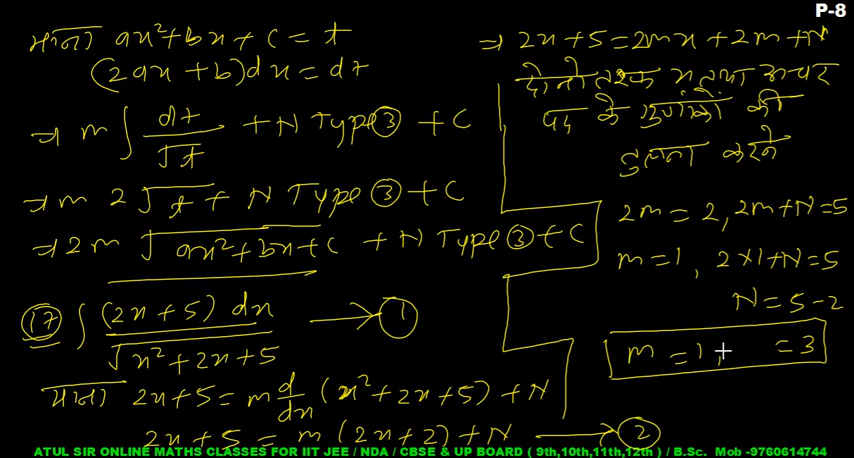 P-8
माना ax²+bx+c=t
(2ax+b)dx=dt
⇒ m∫dt/√t +N Type③ +C
⇒ m 2√t + N Type③ +C
⇒ 2m √ax²+bx+c +N Type③+C
⑰ ∫(2x+5)dx/√x²+2x+5 → ①
माना 2x+5=m d/dx (x²+2x+5)+N
2x+5=m(2x+2)+N → ②
⇒ 2x+5=2mx+2m+N
दोनो तरफ x तथा अचर
पद के गुणांकों की
तुलना करने
2m=2, 2m+N=5
m=1, 2×1+N=5
N=5-2
m=1, =3
ATUL SIR ONLINE MATHS CLASSES FOR IIT JEE / NDA / CBSE & UP BOARD ( 9th,10th,11th,12th ) / B.Sc. Mob -9760614744